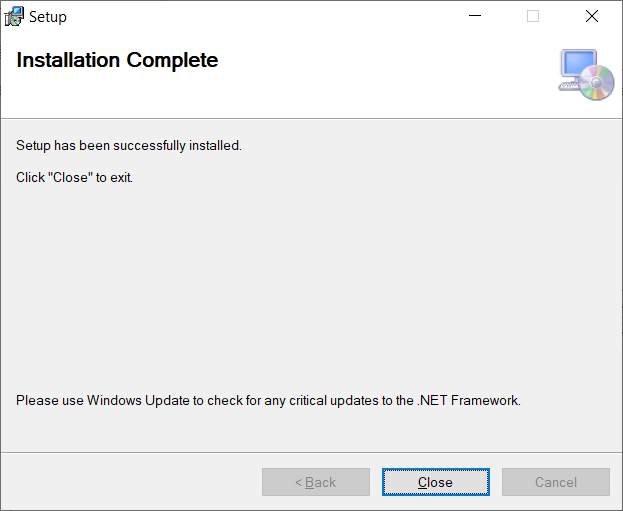 Setup
Installation Complete
Setup has been successfully installed.
Click "Close" to exit.
Please use Windows Update to check for any critical updates to the .NET Framework.
< Back
Close
Cancel